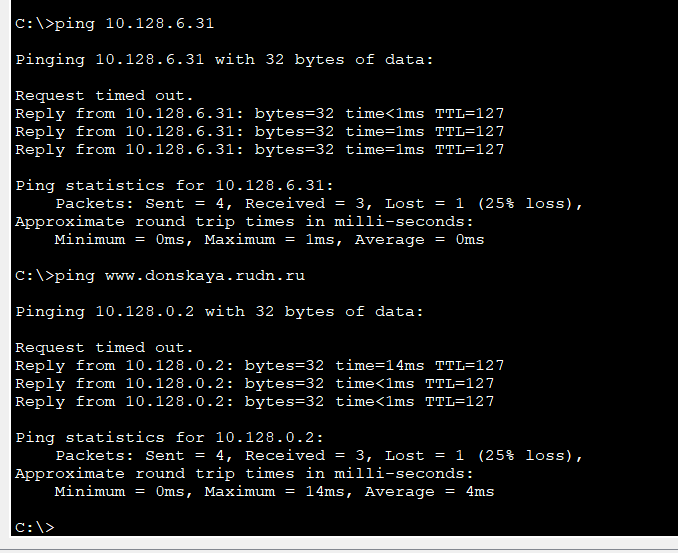 C:\>ping 10.128.6.31
Pinging 10.128.6.31 with 32 bytes of data:
Request timed out.
Reply from 10.128.6.31: bytes=32 time<1ms TTL=127
Reply from 10.128.6.31: bytes=32 time=1ms TTL=127
Reply from 10.128.6.31: bytes=32 time=1ms TTL=127
Ping statistics for 10.128.6.31:
    Packets: Sent = 4, Received = 3, Lost = 1 (25% loss),
Approximate round trip times in milli-seconds:
    Minimum = 0ms, Maximum = 1ms, Average = 0ms
C:\>ping www.donskaya.rudn.ru
Pinging 10.128.0.2 with 32 bytes of data:
Request timed out.
Reply from 10.128.0.2: bytes=32 time=14ms TTL=127
Reply from 10.128.0.2: bytes=32 time<1ms TTL=127
Reply from 10.128.0.2: bytes=32 time<1ms TTL=127
Ping statistics for 10.128.0.2:
    Packets: Sent = 4, Received = 3, Lost = 1 (25% loss),
Approximate round trip times in milli-seconds:
    Minimum = 0ms, Maximum = 14ms, Average = 4ms
C:\>